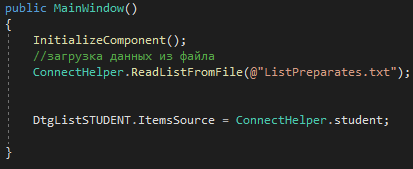 public MainWindow()
{
InitializeComponent();
//загрузка данных из файла
ConnectHelper.ReadListFromFile(@"ListPreparates.txt");
DtgListSTUDENT.ItemsSource = ConnectHelper.student;
}